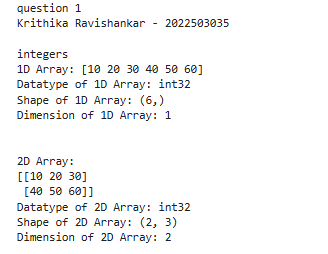 question 1
Krithika Ravishankar - 2022503035
integers
1D Array: [10 20 30 40 50 60]
Datatype of 1D Array: int32
Shape of 1D Array: (6,)
Dimension of 1D Array: 1
2D Array:
[[10 20 30]
 [40 50 60]]
Datatype of 2D Array: int32
Shape of 2D Array: (2, 3)
Dimension of 2D Array: 2